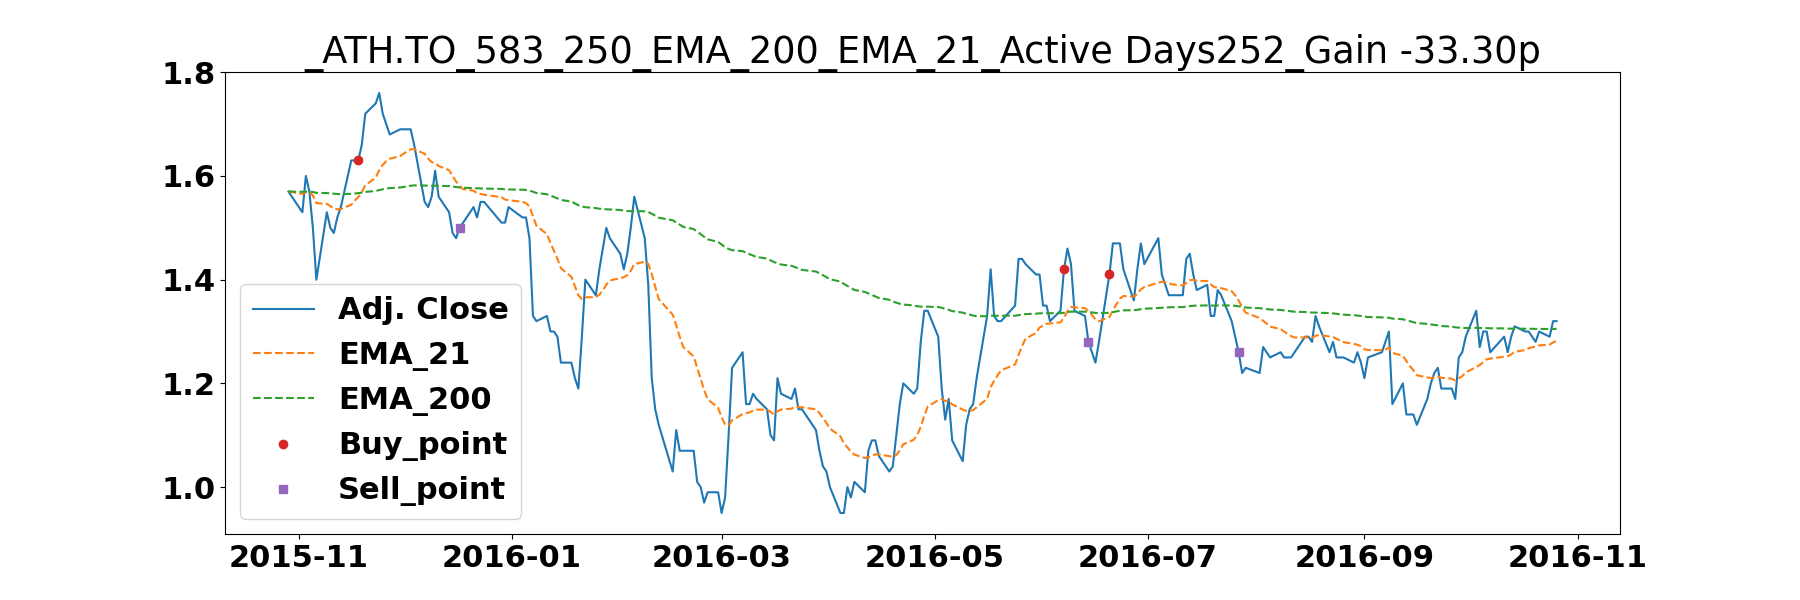 _ATH.TO_583_250_EMA_200_EMA_21_Active Days252_Gain -33.30p
1.8
1.6
1.4
1.2
1.0
Adj. Close
EMA_21
EMA_200
Buy_point
Sell_point
2015-11 2016-01 2016-03 2016-05 2016-07 2016-09 2016-11